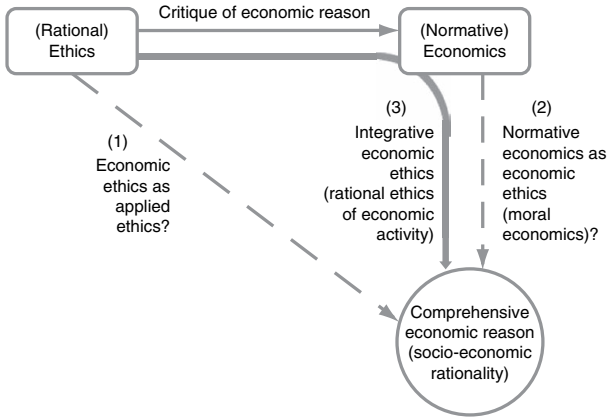 Critique of economic reason
(Rational)
Ethics
(Normative)
Economics
(1)
Economic
ethics as
applied
ethics?
(3)
Integrative
economic
ethics
(rational ethics
of economic
activity)
(2)
Normative
economics as
economic
ethics
(moral
economics)?
Comprehensive
economic reason
(socio-economic
rationality)